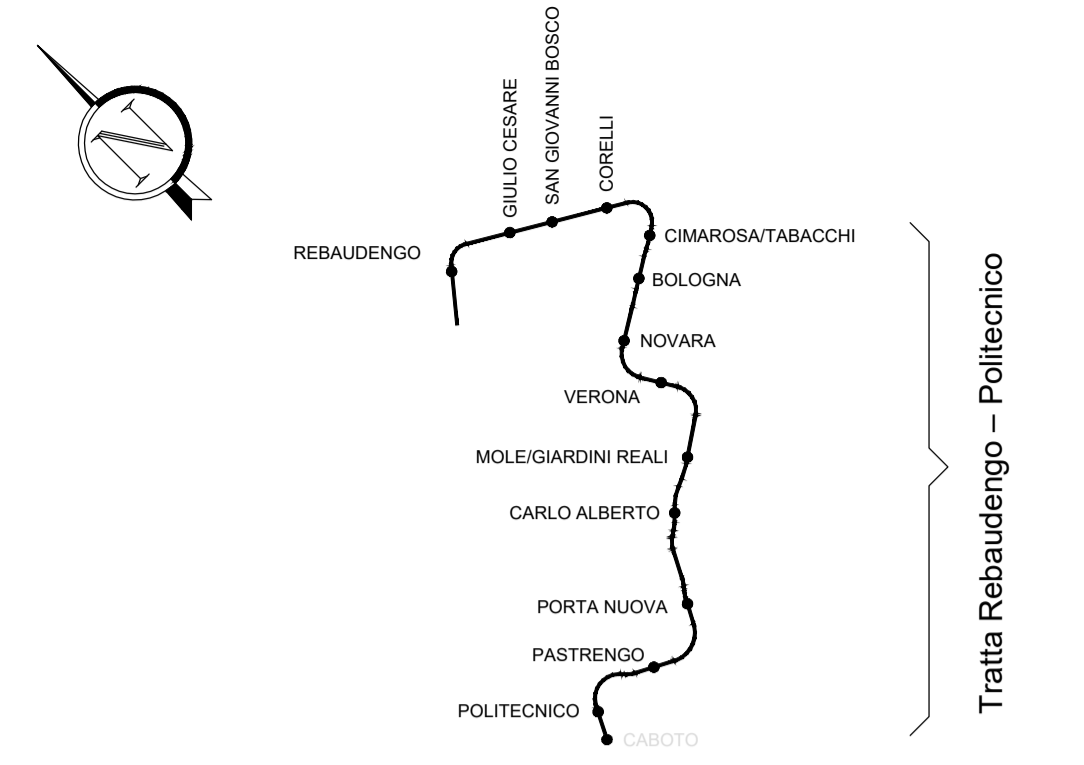 N
GIULIO CESARE
SAN GIOVANNI BOSCO
CORELLI
REBAUDENGO
CIMAROSA/TABACCHI
BOLOGNA
NOVARA
VERONA
MOLE/GIARDINI REALI
CARLO ALBERTO
PORTA NUOVA
PASTRENGO
POLITECNICO
CABOTO
Tratta Rebaudengo – Politecnico